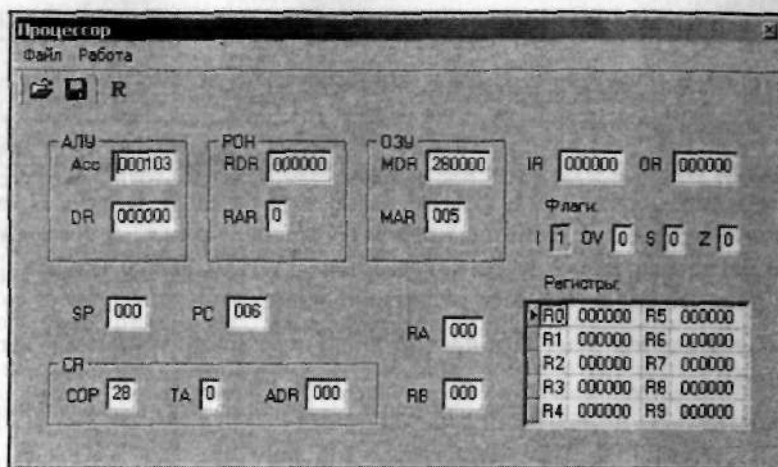 Процессор
Файл Работа
R
АЛУ РОН ОЗУ
Acc 000103 RDR 000000 MDR 280000 IR 000000 OR 000000
DR 000000 RAR 0 MAR 005
Флаги:
I 1 OV 0 S 0 Z 0
SP 000 PC 006 RA 000
Регистры:
R0 000000 R5 000000
R1 000000 R6 000000
R2 000000 R7 000000
R3 000000 R8 000000
R4 000000 R9 000000
CR
COP 28 TA 0 ADR 000 RB 000